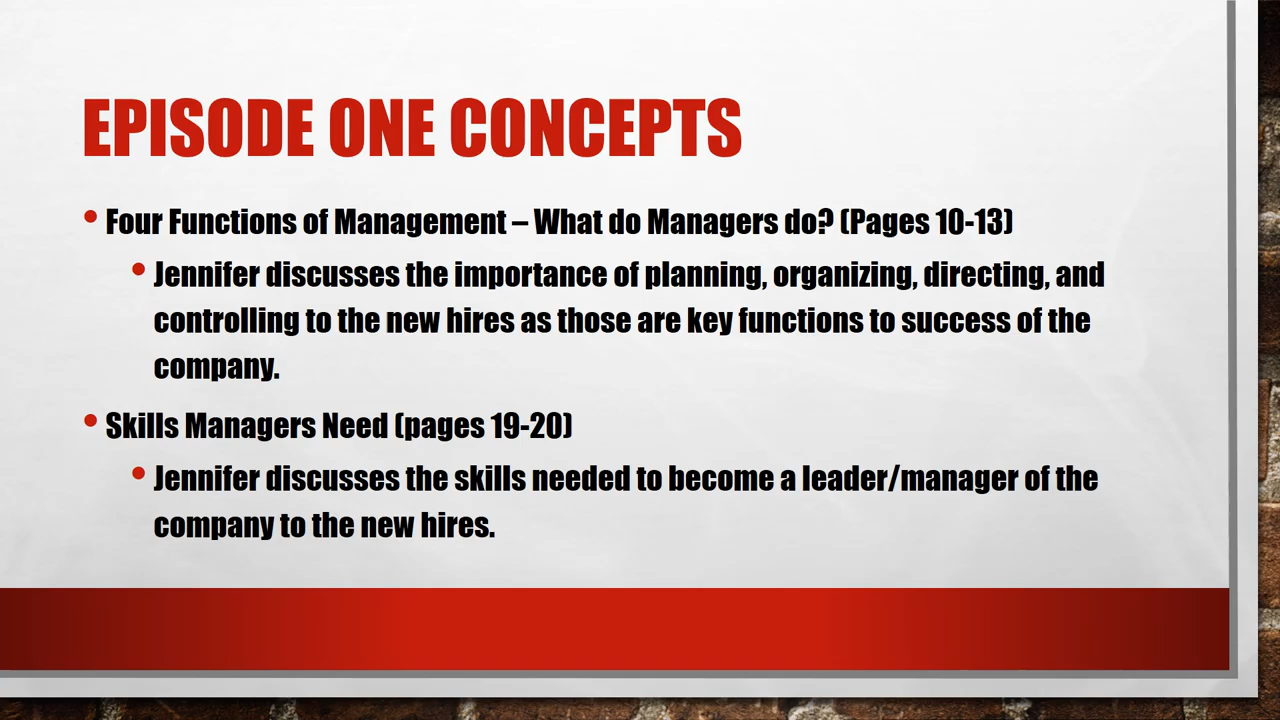 EPISODE ONE CONCEPTS
• Four Functions of Management – What do Managers do? (Pages 10-13)
• Jennifer discusses the importance of planning, organizing, directing, and
controlling to the new hires as those are key functions to success of the
company.
• Skills Managers Need (pages 19-20)
• Jennifer discusses the skills needed to become a leader/manager of the
company to the new hires.